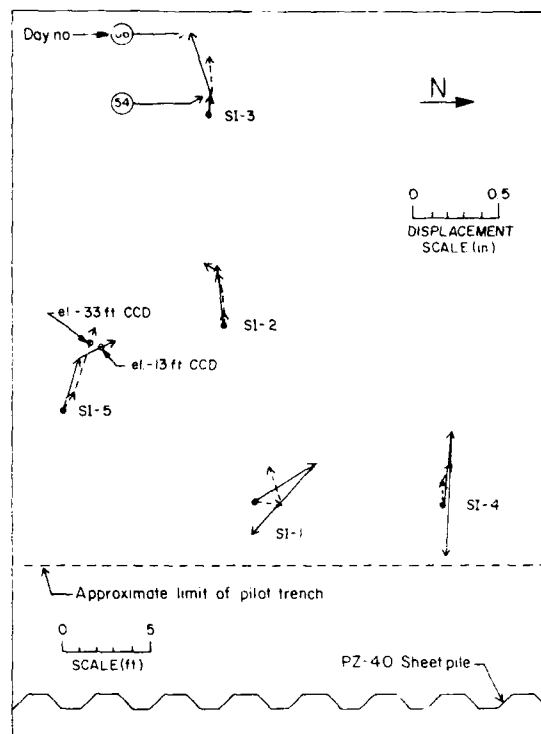 Day no
54
SI-3
N
0 0.5
DISPLACEMENT
SCALE (in)
el.-33 ft CCD
SI-2
el.-13 ft CCD
SI-5
SI-1
SI-4
Approximate limit of pilot trench
0 5
SCALE (ft)
PZ-40 Sheet pile